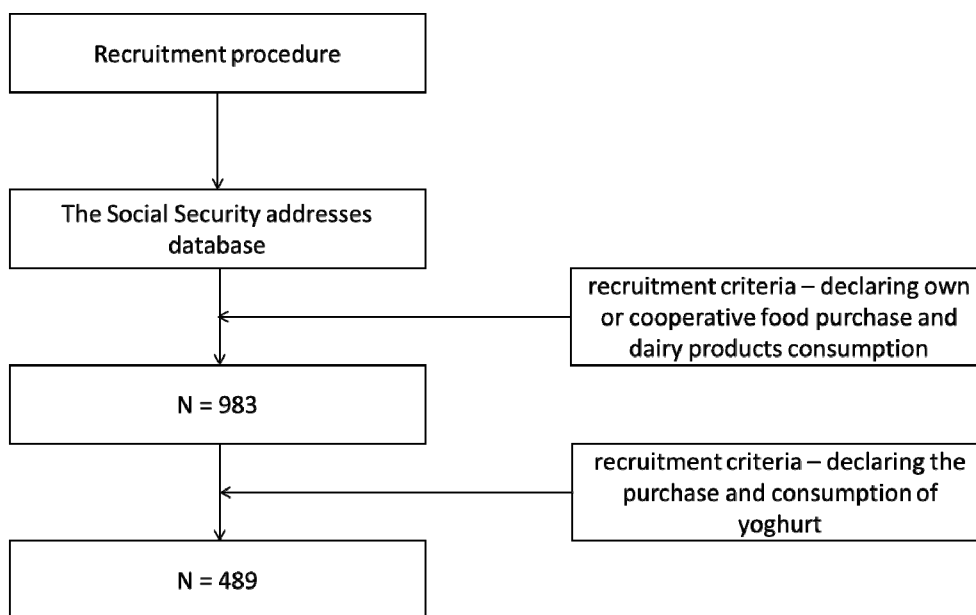 Recruitment procedure
The Social Security addresses
database
recruitment criteria – declaring own
or cooperative food purchase and
dairy products consumption
N = 983
recruitment criteria – declaring the
purchase and consumption of
yoghurt
N = 489